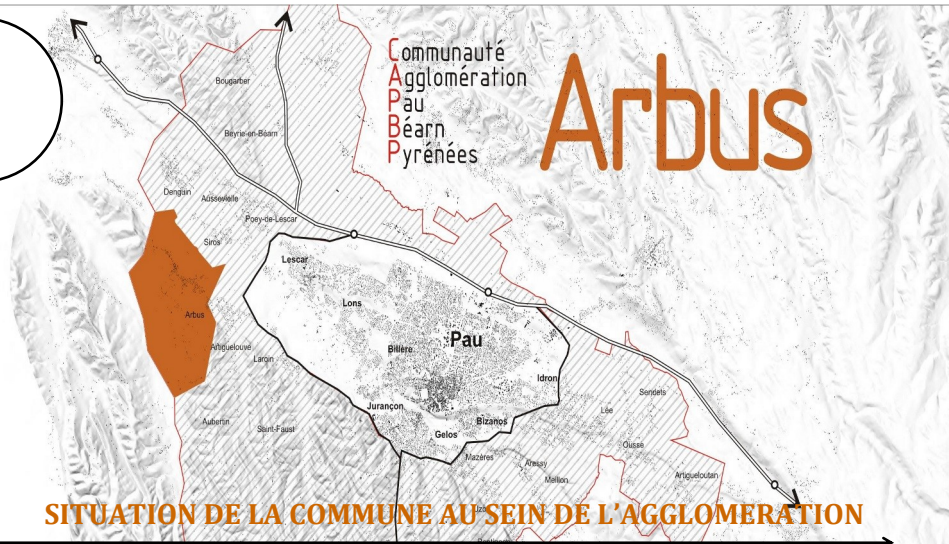 Communauté
Agglomération
Pau
Béarn
Pyrénées
Arbus
Bougarber
Beyrie-en-Béarn
Denguin
Aussevielle
Poey-de-Lescar
Siros
Lescar
Lons
Arbus
Pau
Artiguelouve
Billère
Laroin
Idron
Sendets
Jurançon
Lée
Aubertin
Bizanos
Saint-Faust
Gelos
Ousse
Mazères
Aressy
Artigueloutan
Meillon
SITUATION DE LA COMMUNE AU SEIN DE L'AGGLOMERATION